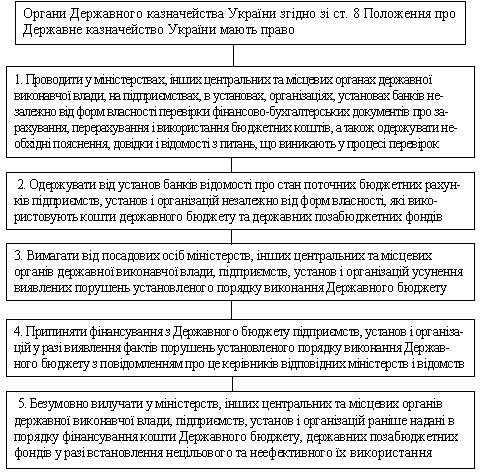 Органи Державного казначейства України згідно зі ст. 8 Положення про
Державне казначейство України мають право
1. Проводити у міністерствах, інших центральних та місцевих органах державної
виконавчої влади, на підприємствах, в установах, організаціях, установах банків не-
залежно від форм власності перевірки фінансово-бухгалтерських документів про за-
рахування, перерахування і використання бюджетних коштів, а також одержувати не-
обхідні пояснення, довідки і відомості з питань, що виникають у процесі перевірок
2. Одержувати від установ банків відомості про стан поточних бюджетних рахун-
ків підприємств, установ і організацій незалежно від форм власності, які вико-
ристовують кошти державного бюджету та державних позабюджетних фондів
3. Вимагати від посадових осіб міністерств, інших центральних та місцевих
органів державної виконавчої влади, підприємств, установ і організацій усунення
виявлених порушень установленого порядку виконання Державного бюджету
4. Припиняти фінансування з Державного бюджету підприємств, установ і організа-
цій у разі виявлення фактів порушень установленого порядку виконання Держав-
ного бюджету з повідомленням про це керівників відповідних міністерств і відомств
5. Безумовно вилучати у міністерств, інших центральних та місцевих органів
державної виконавчої влади, підприємств, установ і організацій раніше надані в
порядку фінансування кошти Державного бюджету, державних позабюджетних
фондів у разі встановлення нецільового та неефективного їх використання